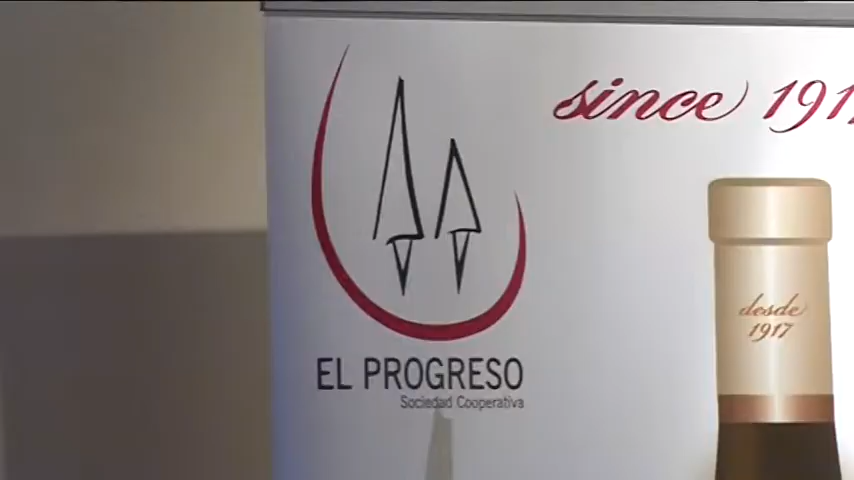 since 191
EL PROGRESO
Sociedad Cooperativa
desde
1917